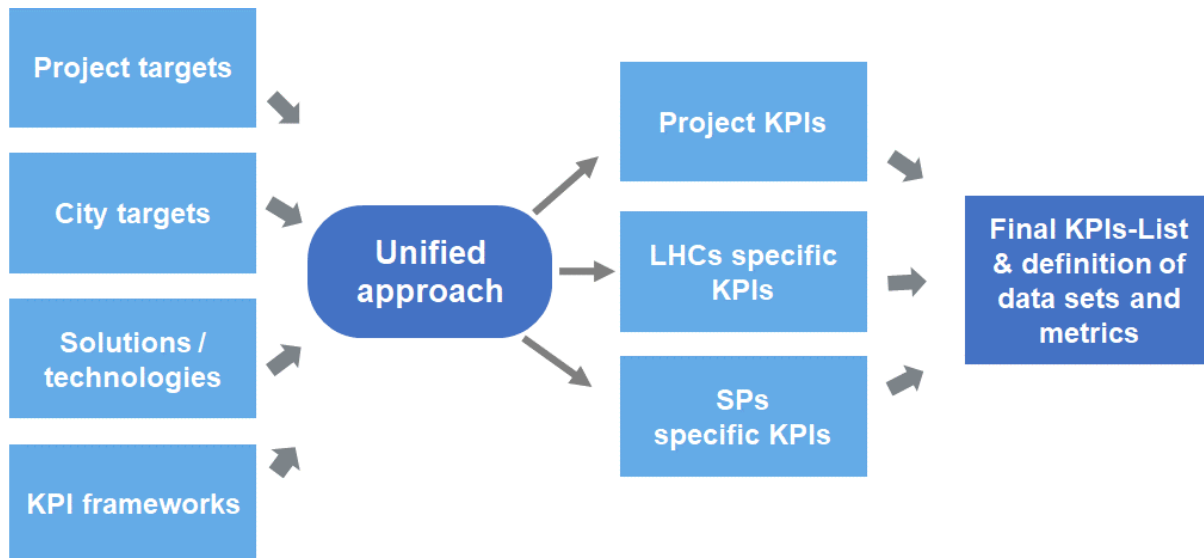 Project targets
City targets
Solutions /
technologies
KPI frameworks
Unified
approach
Project KPIs
LHCs specific
KPIs
SPs
specific KPIs
Final KPIs-List
& definition of
data sets and
metrics